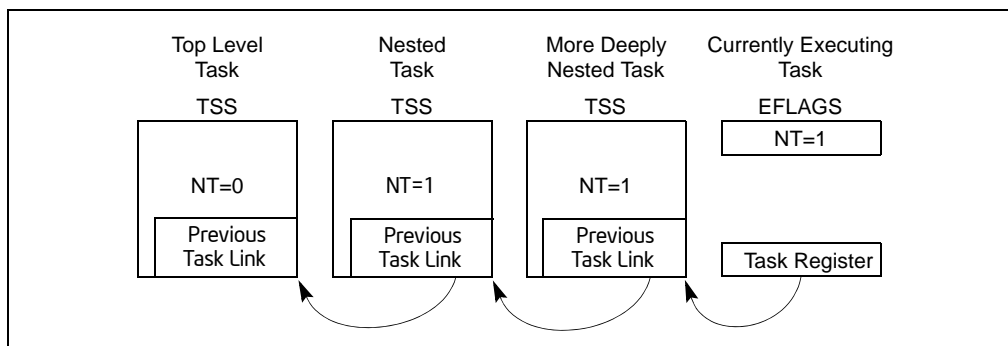 Top Level
Task
TSS
NT=0
Previous
Task Link
Nested
Task
TSS
NT=1
Previous
Task Link
More Deeply
Nested Task
TSS
NT=1
Previous
Task Link
Currently Executing
Task
EFLAGS
NT=1
Task Register